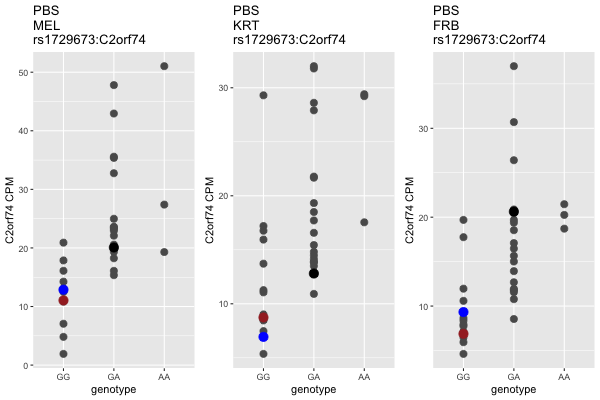 PBS
MEL
rs1729673:C2orf74
C2orf74 CPM
50
40
30
20
10
0
GG GA AA
genotype
PBS
KRT
rs1729673:C2orf74
C2orf74 CPM
30
20
10
GG GA AA
genotype
PBS
FRB
rs1729673:C2orf74
C2orf74 CPM
30
20
10
GG GA AA
genotype